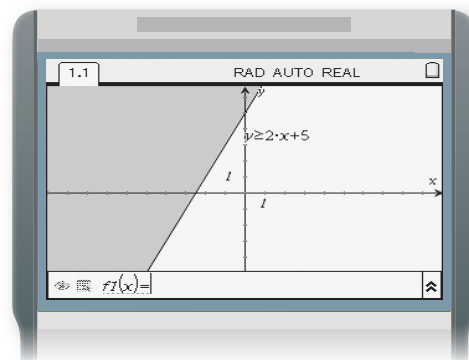 1.1 RAD AUTO REAL
y
y≥2·x+5
1
x
1
f1(x)=